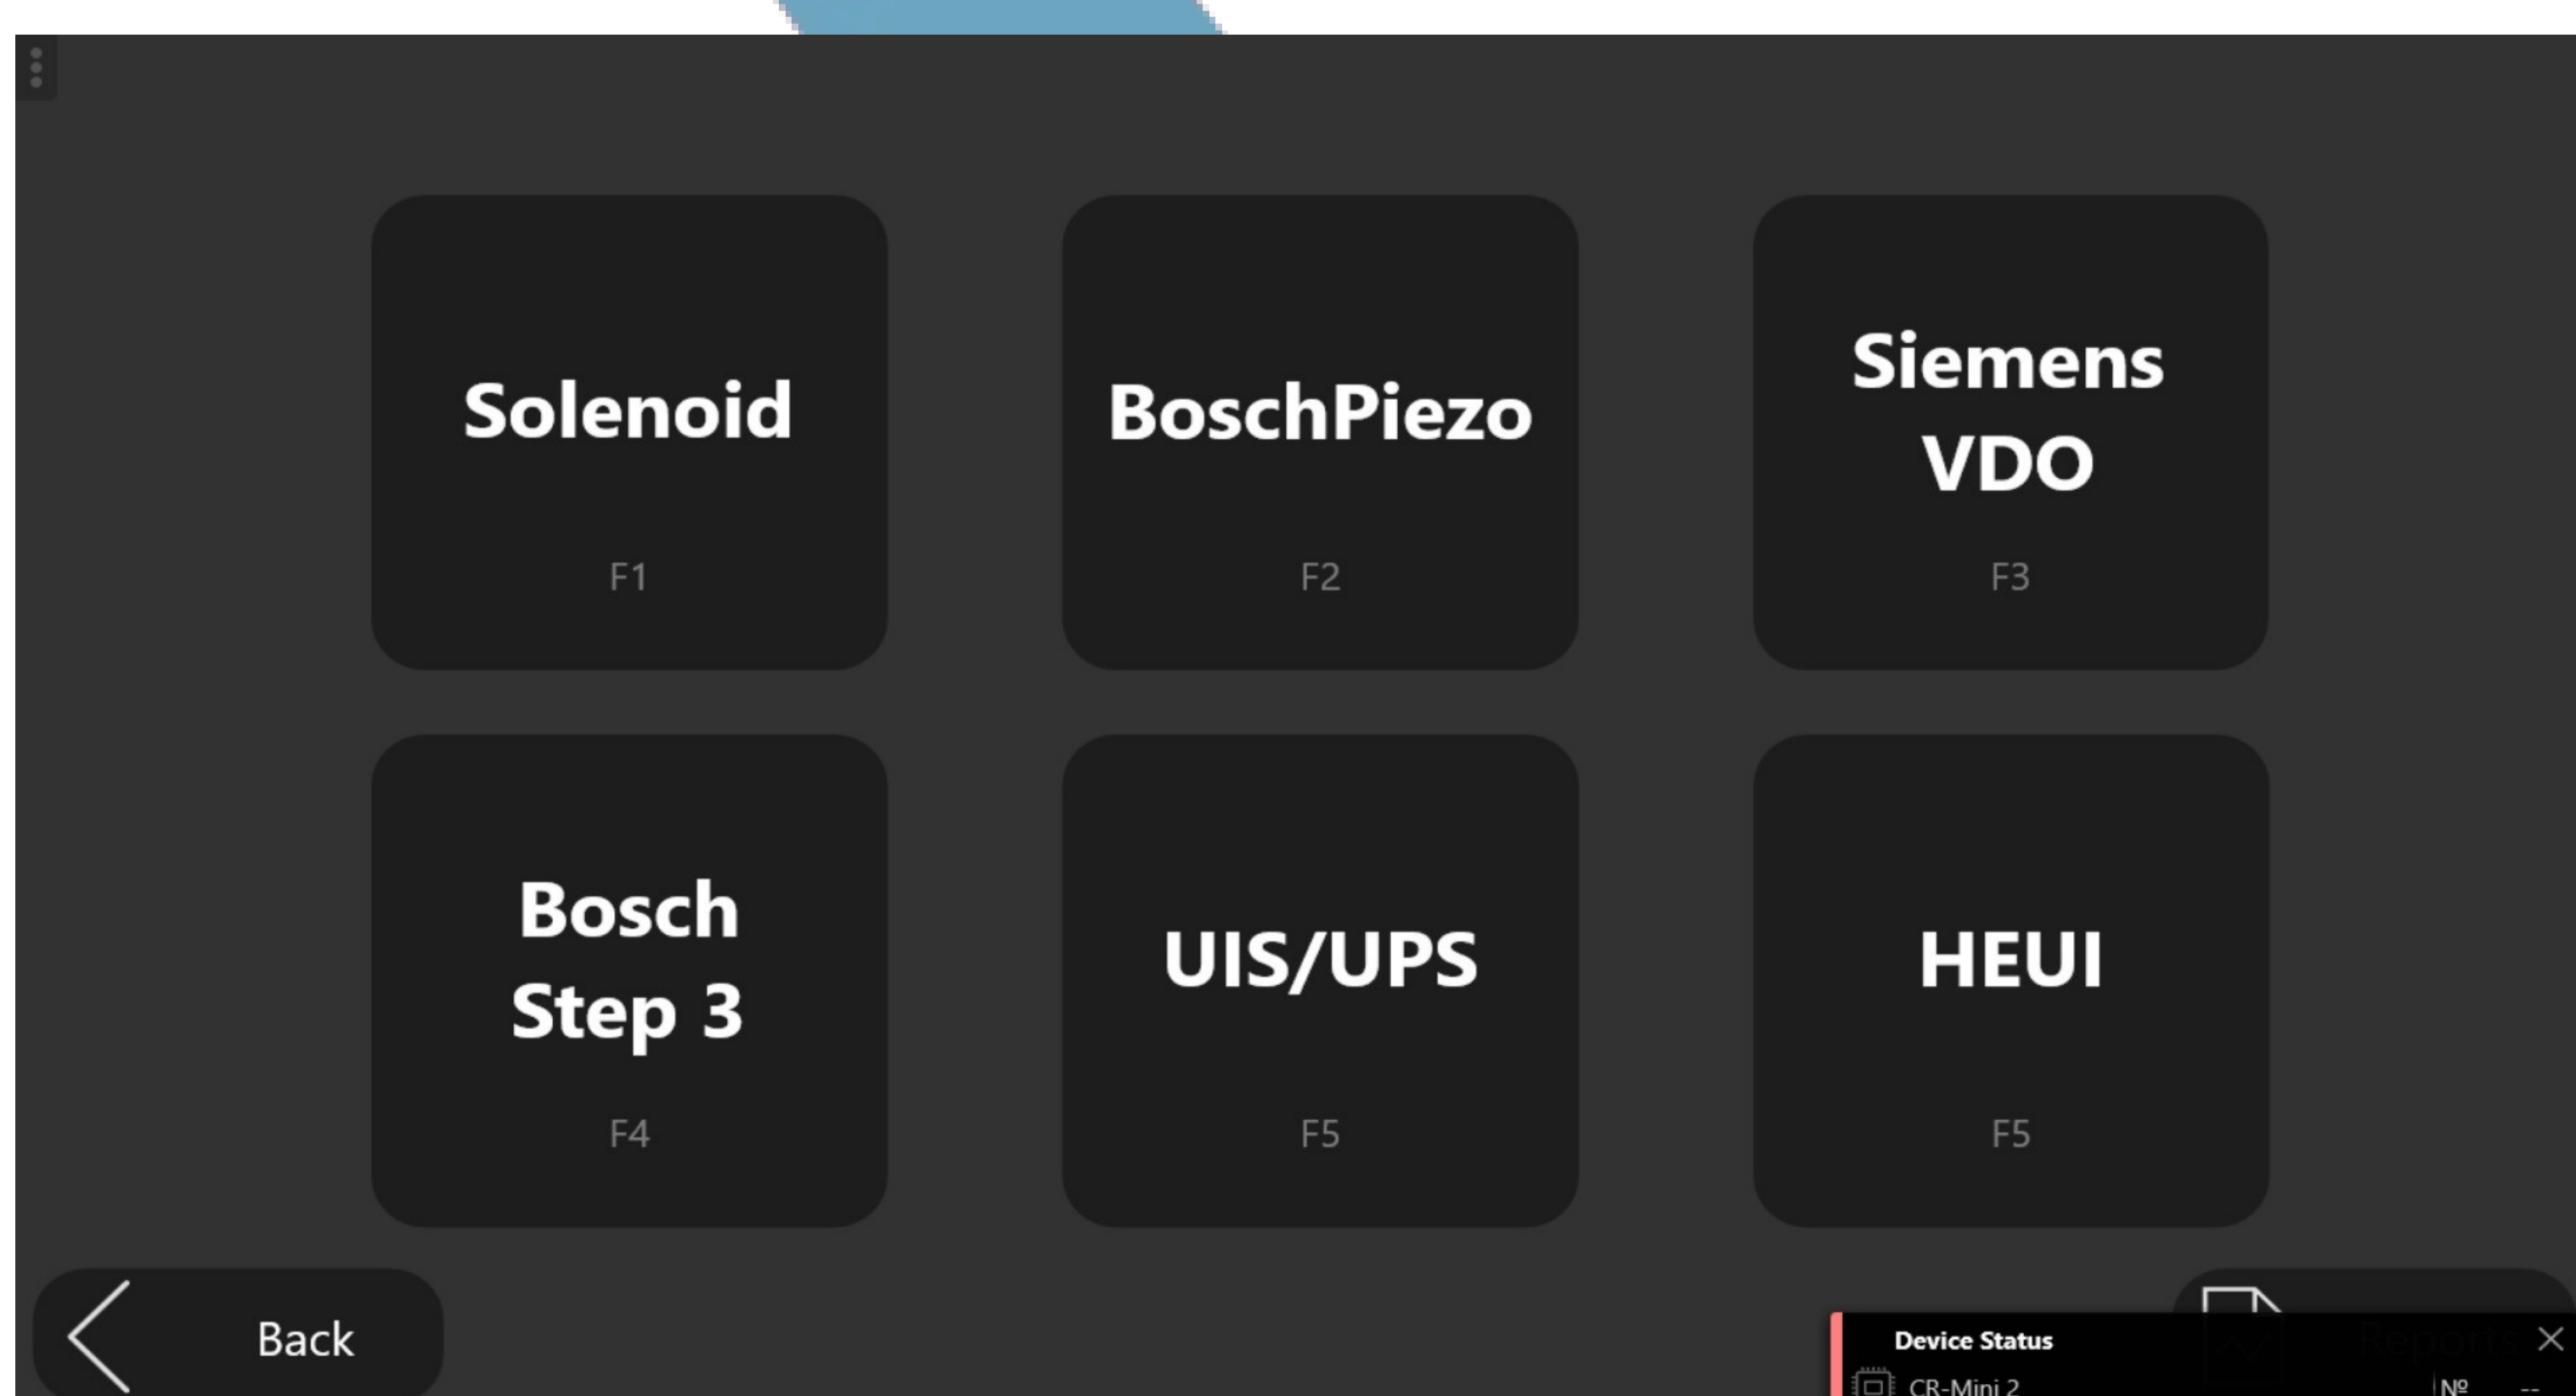 Solenoid
F1
BoschPiezo
F2
Siemens
VDO
F3
Bosch
Step 3
F4
UIS/UPS
F5
HEUI
F5
Back
Reports
Device Status
CR-Mini 2
№ --